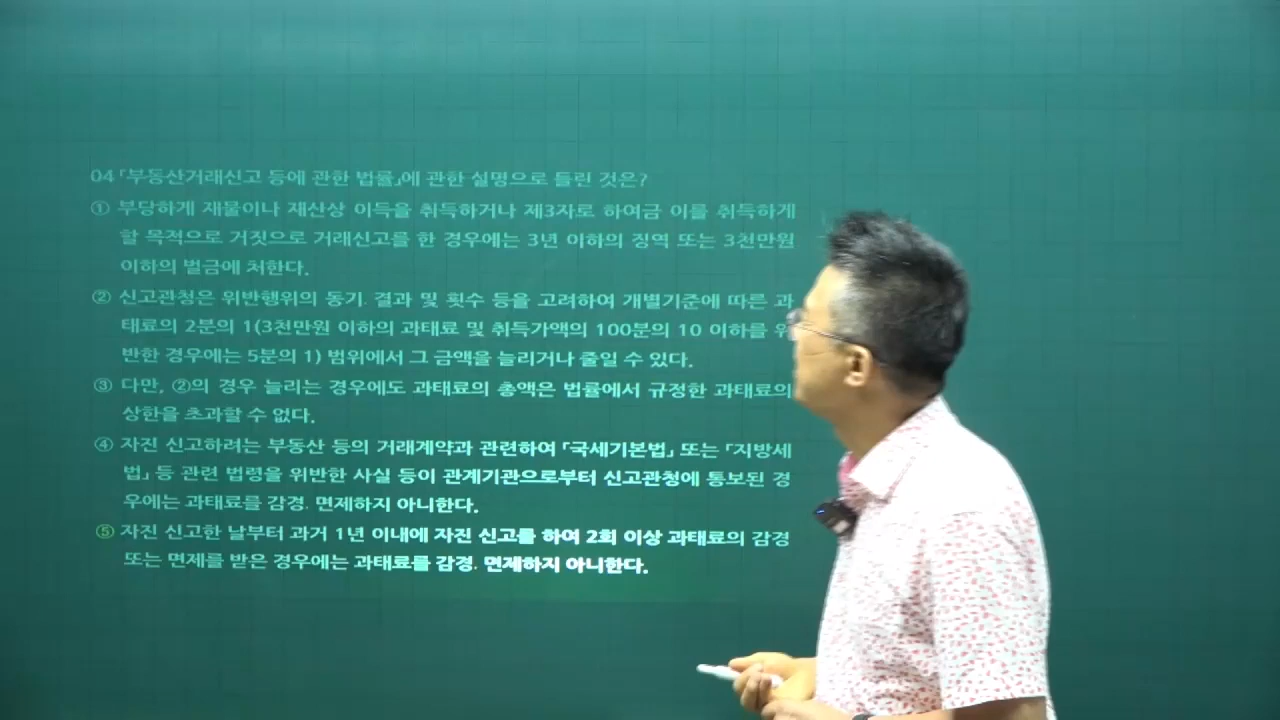 04 「부동산거래신고 등에 관한 법률」에 관한 설명으로 틀린 것은?
① 부당하게 재물이나 재산상 이득을 취득하거나 제3자로 하여금 이를 취득하게
할 목적으로 거짓으로 거래신고를 한 경우에는 3년 이하의 징역 또는 3천만원
이하의 벌금에 처한다.
② 신고관청은 위반행위의 동기, 결과 및 횟수 등을 고려하여 개별기준에 따른 과
태료의 2분의 1(3천만원 이하의 과태료 및 취득가액의 100분의 10 이하를 위
반한 경우에는 5분의 1) 범위에서 그 금액을 늘리거나 줄일 수 있다.
③ 다만, ②의 경우 늘리는 경우에도 과태료의 총액은 법률에서 규정한 과태료의
상한을 초과할 수 없다.
④ 자진 신고하려는 부동산 등의 거래계약과 관련하여 「국세기본법」 또는 「지방세
법」 등 관련 법령을 위반한 사실 등이 관계기관으로부터 신고관청에 통보된 경
우에는 과태료를 감경, 면제하지 아니한다.
⑤ 자진 신고한 날부터 과거 1년 이내에 자진 신고를 하여 2회 이상 과태료의 감경
또는 면제를 받은 경우에는 과태료를 감경, 면제하지 아니한다.